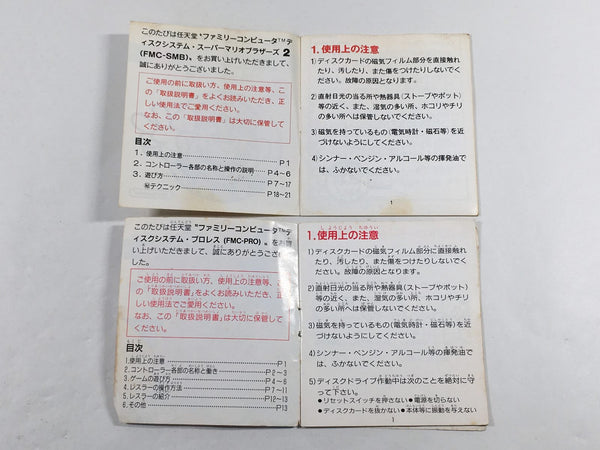 このたびは任天堂〝ファミリーコンピュータ™デ
ィスクシステム・スーパーマリオブラザーズ2
(FMC-SMB)〟をお買い上げいただきまして、
誠にありがとうございました。
ご使用の前に取扱い方、使用上の注意等、こ
の「取扱説明書」をよくお読みいただき、正し
い使用法でご愛用ください。
なお、この「取扱説明書」は大切に保管して
ください。
目次
1.使用上の注意 P1
2.コントローラー各部の名称と操作の説明 P4~6
3.遊び方 P7~17
㊙テクニック P18~21
1.使用上の注意
1)ディスクカードの磁気フィルム部分を直接触れ
たり、汚したり、また傷をつけたりしないでく
ださい。故障の原因となります。
2)直射日光の当る所や熱器具(ストーブやポット)
等の近く、また、湿気の多い所、ホコリやチリ
の多い所へは保管しないでください。
3)磁気を持っているもの(電気時計・磁石等)を近
づけないようにしてください。
4)シンナー・ベンジン・アルコール等の揮発油で
は、ふかないでください。
1
このたびは任天堂〝ファミリーコンピュータ™デ
ィスクシステム・プロレス(FMC-PRO)〟をお買
い上げいただきまして、誠にありがとうございま
した。
ご使用の前に取扱い方、使用上の注意等、こ
の「取扱説明書」をよくお読みいただき、正
しい使用法でご愛用ください。
なお、この「取扱説明書」は大切に保管して
ください。
目次
1.使用上の注意 P1
2.コントローラー各部の名称と働き P2~3
3.ゲームの遊び方 P4~6
4.レスラーの操作方法 P7~11
5.レスラーの紹介 P12~13
6.その他 P13
1.使用上の注意
1)ディスクカードの磁気フィルム部分に直接触れ
たり、汚したり、また傷をつけたりしないでく
ださい。故障の原因となります。
2)直射日光の当る所や熱器具(ストーブやポット)
等の近く、また、湿気の多い所、ホコリやチリ
の多い所へは保管しないでください。
3)磁気を持っているもの(電気時計・磁石等)を近
づけないようにしてください。
4)シンナー・ベンジン・アルコール等の揮発油で
は、ふかないでください。
5)ディスクドライブ作動中は次のことを絶対に守
って下さい。
●リセットスイッチを押さない●電源を切らない
●ディスクカードを抜かない●本体等に振動を与えない
1